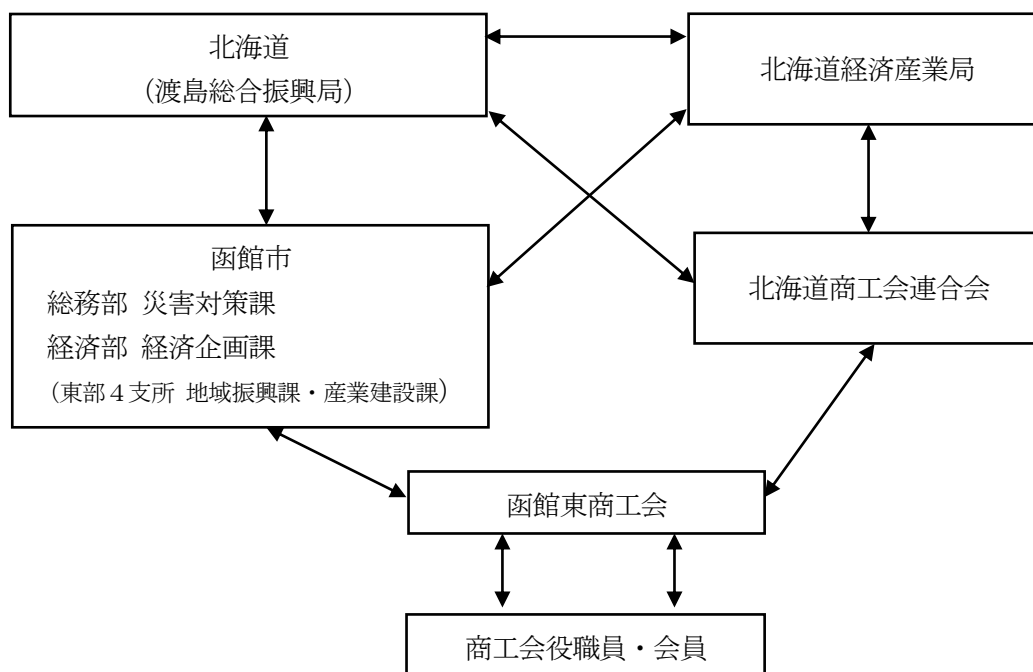 北海道
(渡島総合振興局)
北海道経済産業局
函館市
総務部 災害対策課
経済部 経済企画課
(東部4支所 地域振興課・産業建設課)
北海道商工会連合会
函館東商工会
商工会役職員・会員